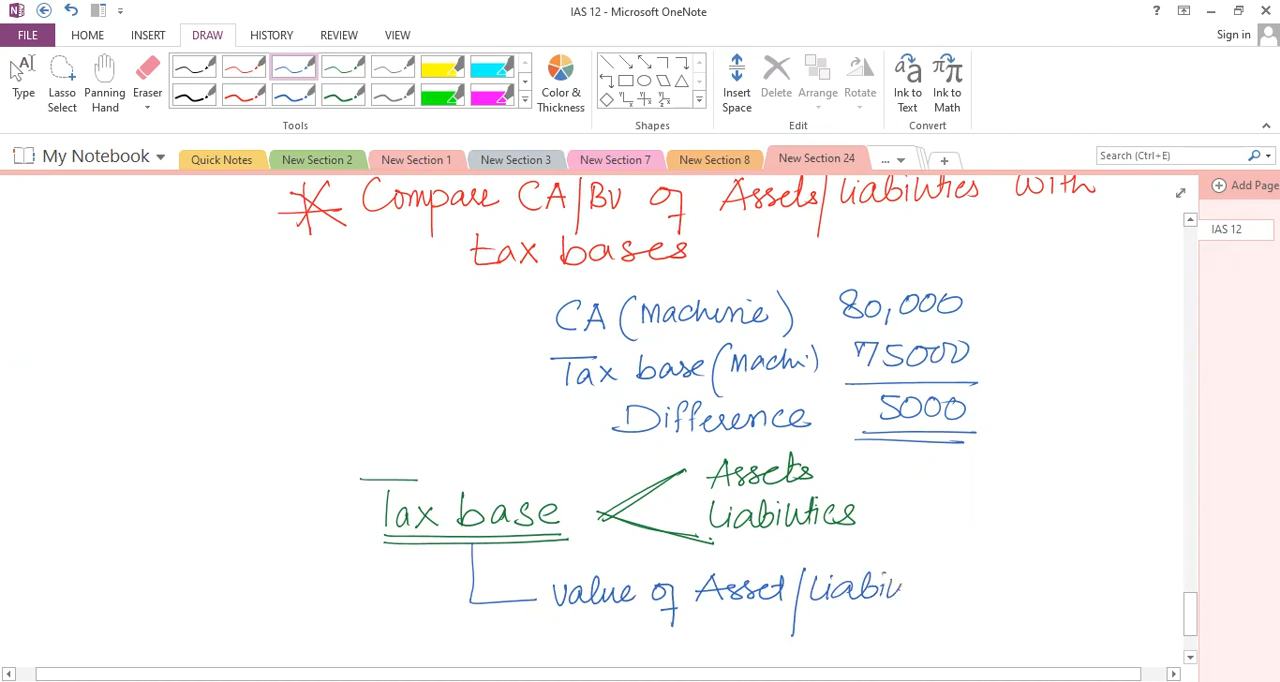 IAS 12 - Microsoft OneNote
FILE HOME INSERT DRAW HISTORY REVIEW VIEW
Sign in
Type
Lasso Select
Panning Hand
Eraser
Color & Thickness
Insert Space
Delete
Arrange
Rotate
Ink to Text
Ink to Math
Tools
Shapes
Edit
Convert
My Notebook
Quick Notes
New Section 2
New Section 1
New Section 3
New Section 7
New Section 8
New Section 24
...
Search (Ctrl+E)
Add Page
IAS 12
Compare CA/BV of Assets/liabilities with
tax bases
CA (Machine) 80,000
Tax base (Machi) 75000
Difference 5000
Tax base
Assets
liabilities
value of Asset/liabili